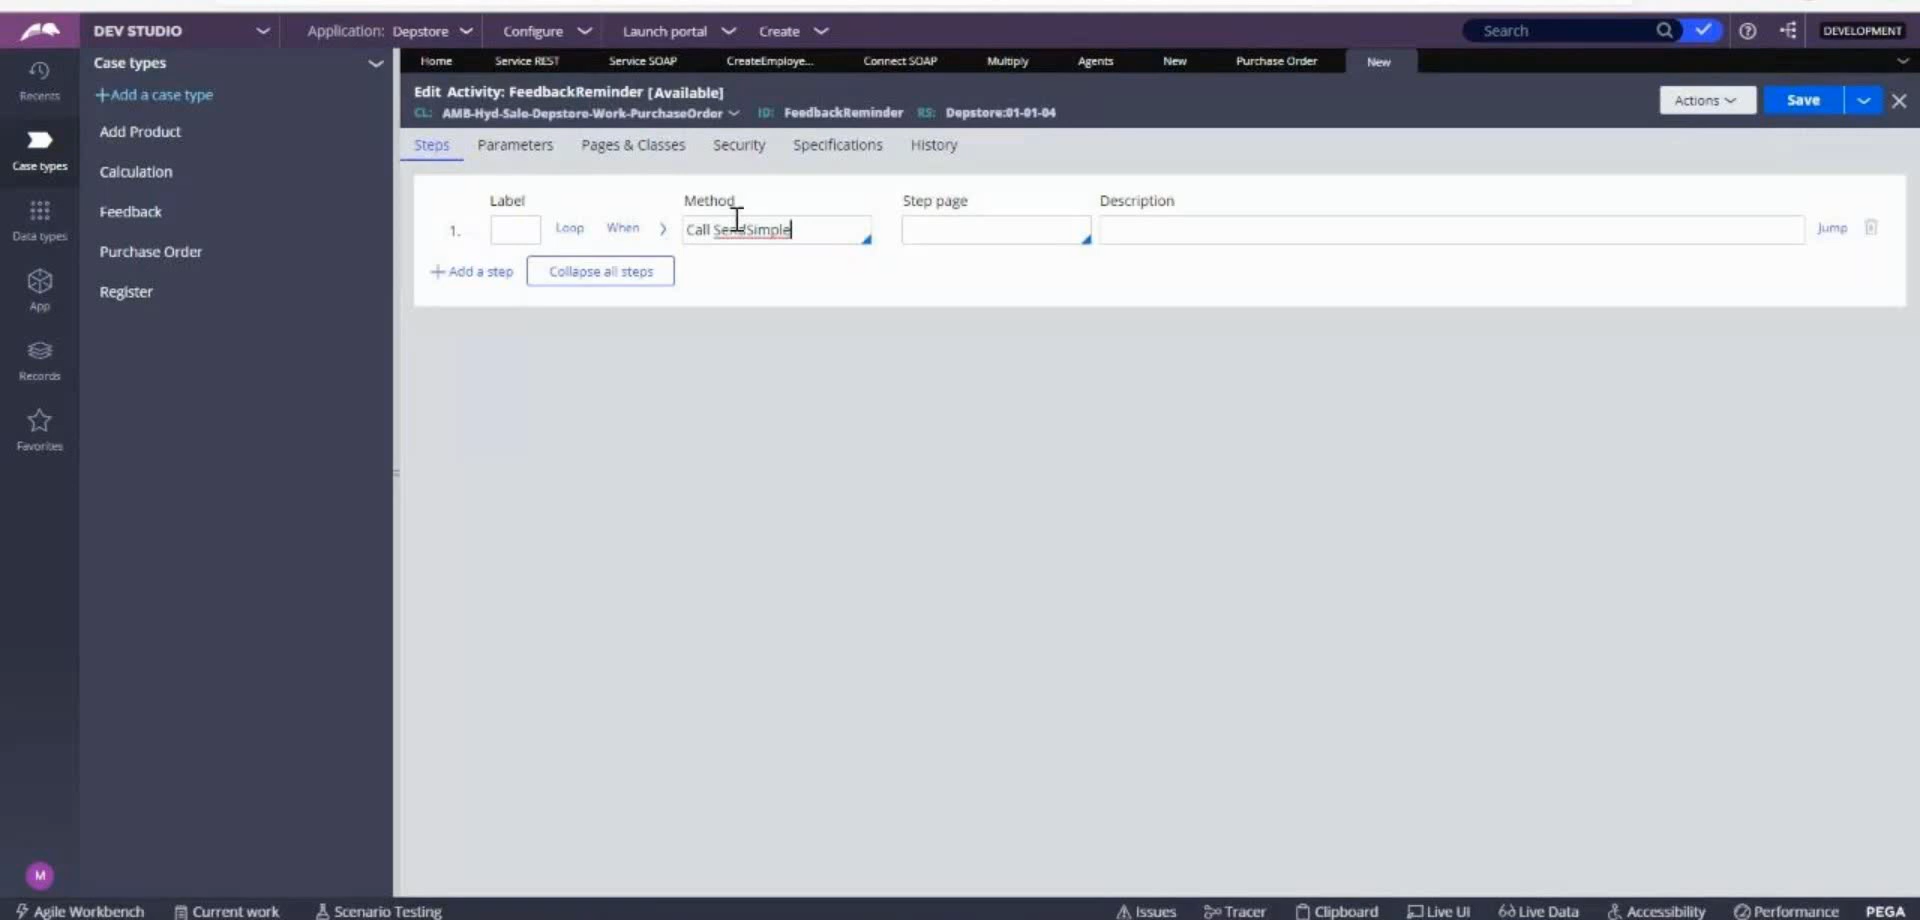 DEV STUDIO
Application: Depstore
Configure
Launch portal
Create
Search
DEVELOPMENT
Recents
Case types
Data types
App
Records
Favorites
M
Case types
+Add a case type
Add Product
Calculation
Feedback
Purchase Order
Register
Home
Service REST
Service SOAP
CreateEmploye...
Connect SOAP
Multiply
Agents
New
Purchase Order
New
Edit Activity: FeedbackReminder [Available]
CL: AMB-Hyd-Sale-Depstore-Work-PurchaseOrder ID: FeedbackReminder RS: Depstore:01-01-04
Actions
Save
Steps
Parameters
Pages & Classes
Security
Specifications
History
Label
Method
Step page
Description
1.
Loop
When
Call SendSimple
Jump
+Add a step
Collapse all steps
Agile Workbench
Current work
Scenario Testing
Issues
Tracer
Clipboard
Live UI
Live Data
Accessibility
Performance
PEGA